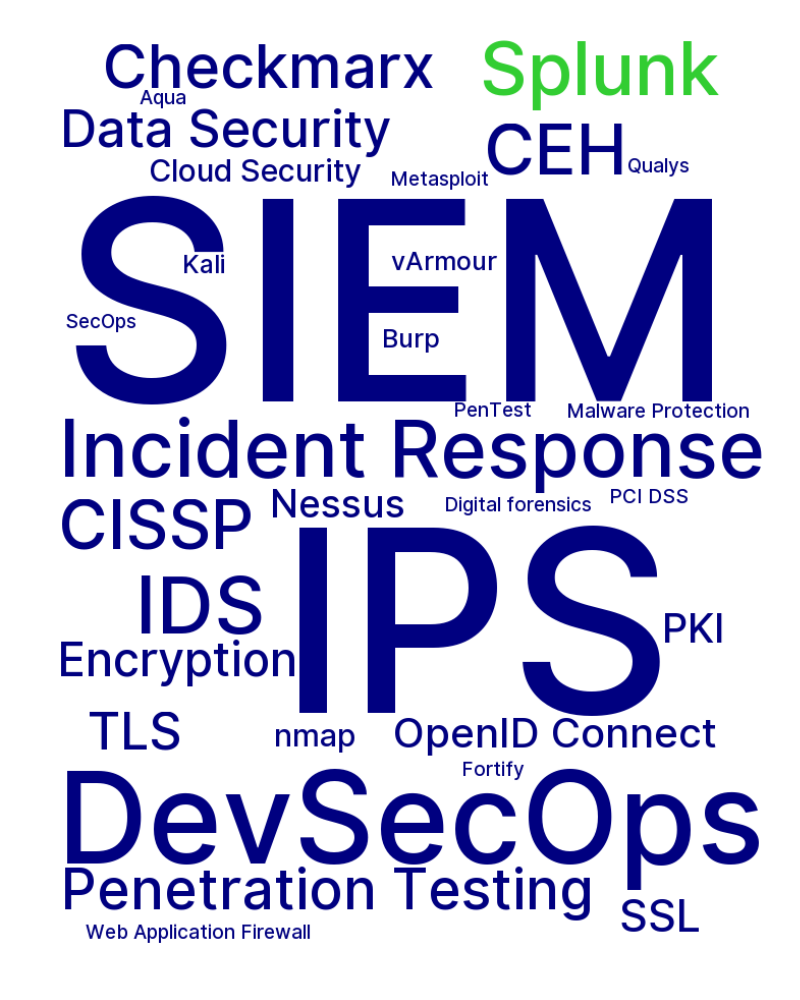 Checkmarx
Splunk
Aqua
Data Security
CEH
Cloud Security
Metasploit
Qualys
SIEM
Kali
vArmour
SecOps
Burp
PenTest
Malware Protection
Incident Response
CISSP
Nessus
Digital forensics
PCI DSS
IPS
IDS
PKI
Encryption
TLS
nmap
OpenID Connect
Fortify
DevSecOps
Penetration Testing
SSL
Web Application Firewall